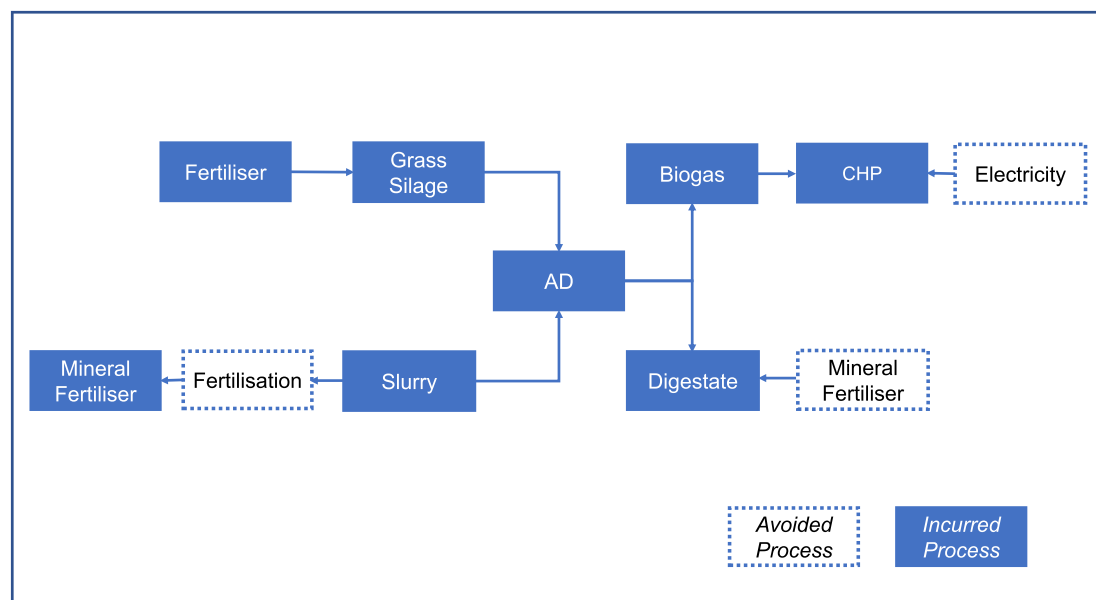 Fertiliser
Grass
Silage
Biogas
CHP
Electricity
AD
Mineral
Fertiliser
Fertilisation
Slurry
Digestate
Mineral
Fertiliser
Avoided
Process
Incurred
Process